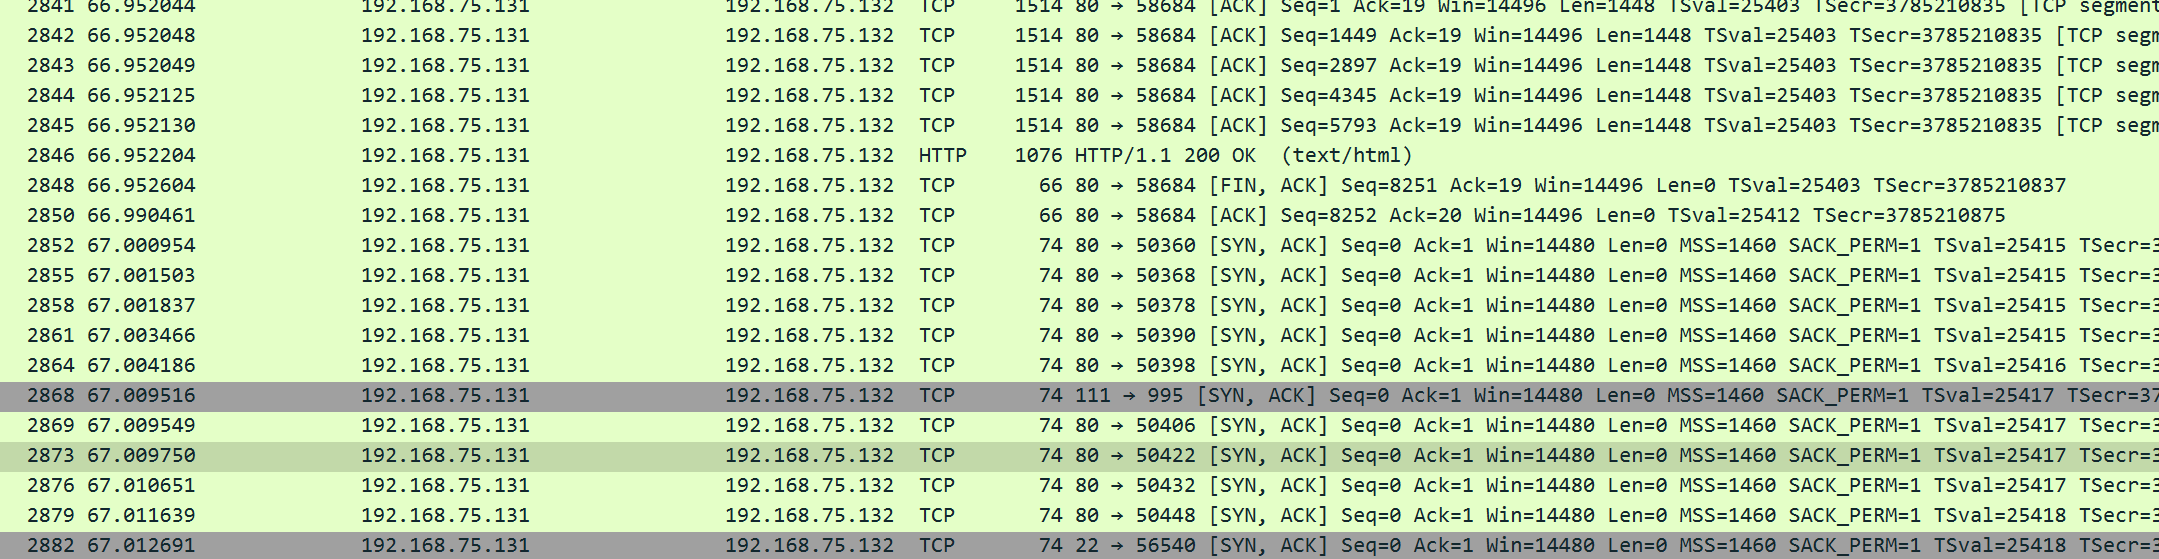 2841 66.952044 192.168.75.131 192.168.75.132 TCP 1514 80 → 58684 [ACK] Seq=1 Ack=19 Win=14496 Len=1448 TSval=25403 TSecr=3785210835 [TCP segment
2842 66.952048 192.168.75.131 192.168.75.132 TCP 1514 80 → 58684 [ACK] Seq=1449 Ack=19 Win=14496 Len=1448 TSval=25403 TSecr=3785210835 [TCP segm
2843 66.952049 192.168.75.131 192.168.75.132 TCP 1514 80 → 58684 [ACK] Seq=2897 Ack=19 Win=14496 Len=1448 TSval=25403 TSecr=3785210835 [TCP segm
2844 66.952125 192.168.75.131 192.168.75.132 TCP 1514 80 → 58684 [ACK] Seq=4345 Ack=19 Win=14496 Len=1448 TSval=25403 TSecr=3785210835 [TCP segm
2845 66.952130 192.168.75.131 192.168.75.132 TCP 1514 80 → 58684 [ACK] Seq=5793 Ack=19 Win=14496 Len=1448 TSval=25403 TSecr=3785210835 [TCP segm
2846 66.952204 192.168.75.131 192.168.75.132 HTTP 1076 HTTP/1.1 200 OK (text/html)
2848 66.952604 192.168.75.131 192.168.75.132 TCP 66 80 → 58684 [FIN, ACK] Seq=8251 Ack=19 Win=14496 Len=0 TSval=25403 TSecr=3785210837
2850 66.990461 192.168.75.131 192.168.75.132 TCP 66 80 → 58684 [ACK] Seq=8252 Ack=20 Win=14496 Len=0 TSval=25412 TSecr=3785210875
2852 67.000954 192.168.75.131 192.168.75.132 TCP 74 80 → 50360 [SYN, ACK] Seq=0 Ack=1 Win=14480 Len=0 MSS=1460 SACK_PERM=1 TSval=25415 TSecr=3
2855 67.001503 192.168.75.131 192.168.75.132 TCP 74 80 → 50368 [SYN, ACK] Seq=0 Ack=1 Win=14480 Len=0 MSS=1460 SACK_PERM=1 TSval=25415 TSecr=3
2858 67.001837 192.168.75.131 192.168.75.132 TCP 74 80 → 50378 [SYN, ACK] Seq=0 Ack=1 Win=14480 Len=0 MSS=1460 SACK_PERM=1 TSval=25415 TSecr=3
2861 67.003466 192.168.75.131 192.168.75.132 TCP 74 80 → 50390 [SYN, ACK] Seq=0 Ack=1 Win=14480 Len=0 MSS=1460 SACK_PERM=1 TSval=25415 TSecr=3
2864 67.004186 192.168.75.131 192.168.75.132 TCP 74 80 → 50398 [SYN, ACK] Seq=0 Ack=1 Win=14480 Len=0 MSS=1460 SACK_PERM=1 TSval=25416 TSecr=3
2868 67.009516 192.168.75.131 192.168.75.132 TCP 74 111 → 995 [SYN, ACK] Seq=0 Ack=1 Win=14480 Len=0 MSS=1460 SACK_PERM=1 TSval=25417 TSecr=37
2869 67.009549 192.168.75.131 192.168.75.132 TCP 74 80 → 50406 [SYN, ACK] Seq=0 Ack=1 Win=14480 Len=0 MSS=1460 SACK_PERM=1 TSval=25417 TSecr=3
2873 67.009750 192.168.75.131 192.168.75.132 TCP 74 80 → 50422 [SYN, ACK] Seq=0 Ack=1 Win=14480 Len=0 MSS=1460 SACK_PERM=1 TSval=25417 TSecr=3
2876 67.010651 192.168.75.131 192.168.75.132 TCP 74 80 → 50432 [SYN, ACK] Seq=0 Ack=1 Win=14480 Len=0 MSS=1460 SACK_PERM=1 TSval=25417 TSecr=3
2879 67.011639 192.168.75.131 192.168.75.132 TCP 74 80 → 50448 [SYN, ACK] Seq=0 Ack=1 Win=14480 Len=0 MSS=1460 SACK_PERM=1 TSval=25418 TSecr=3
2882 67.012691 192.168.75.131 192.168.75.132 TCP 74 22 → 56540 [SYN, ACK] Seq=0 Ack=1 Win=14480 Len=0 MSS=1460 SACK_PERM=1 TSval=25418 TSecr=3